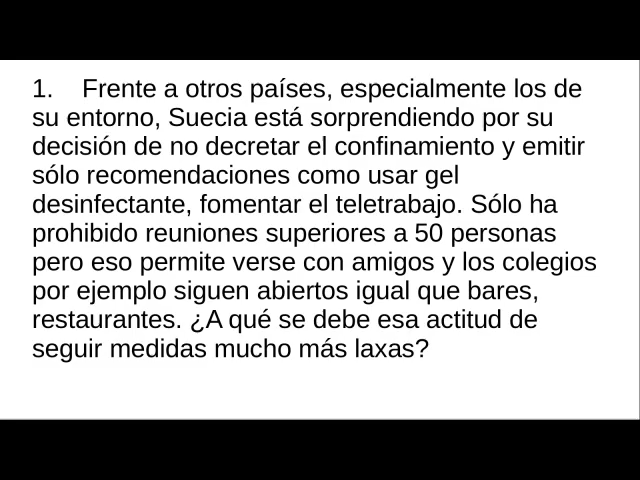 1. Frente a otros países, especialmente los de
su entorno, Suecia está sorprendiendo por su
decisión de no decretar el confinamiento y emitir
sólo recomendaciones como usar gel
desinfectante, fomentar el teletrabajo. Sólo ha
prohibido reuniones superiores a 50 personas
pero eso permite verse con amigos y los colegios
por ejemplo siguen abiertos igual que bares,
restaurantes. ¿A qué se debe esa actitud de
seguir medidas mucho más laxas?